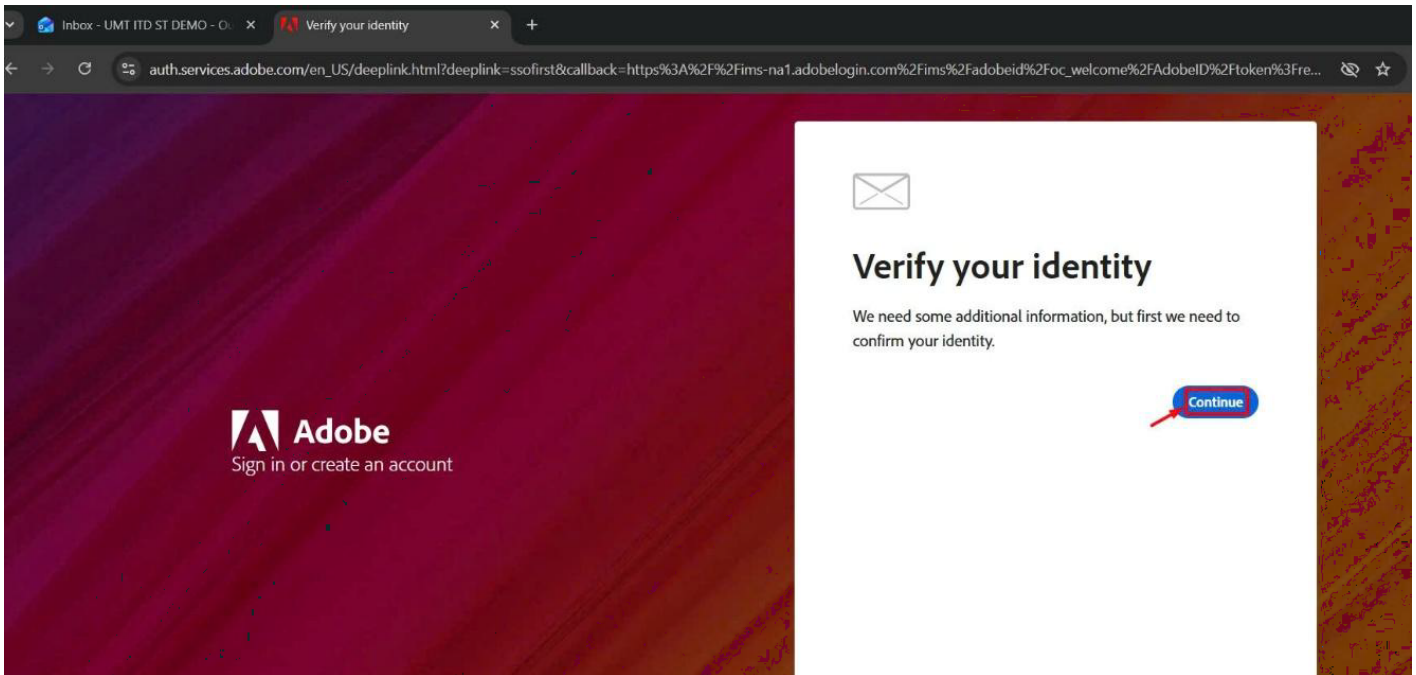 Inbox - UMT ITD ST DEMO - Ou
Verify your identity
auth.services.adobe.com/en_US/deeplink.html?deeplink=ssofirst&callback=https%3A%2F%2Fims-na1.adobelogin.com%2Fims%2Fadobeid%2Foc_welcome%2FAdobeID%2Ftoken%3Fre...
Verify your identity
We need some additional information, but first we need to
confirm your identity.
Continue
Adobe
Sign in or create an account